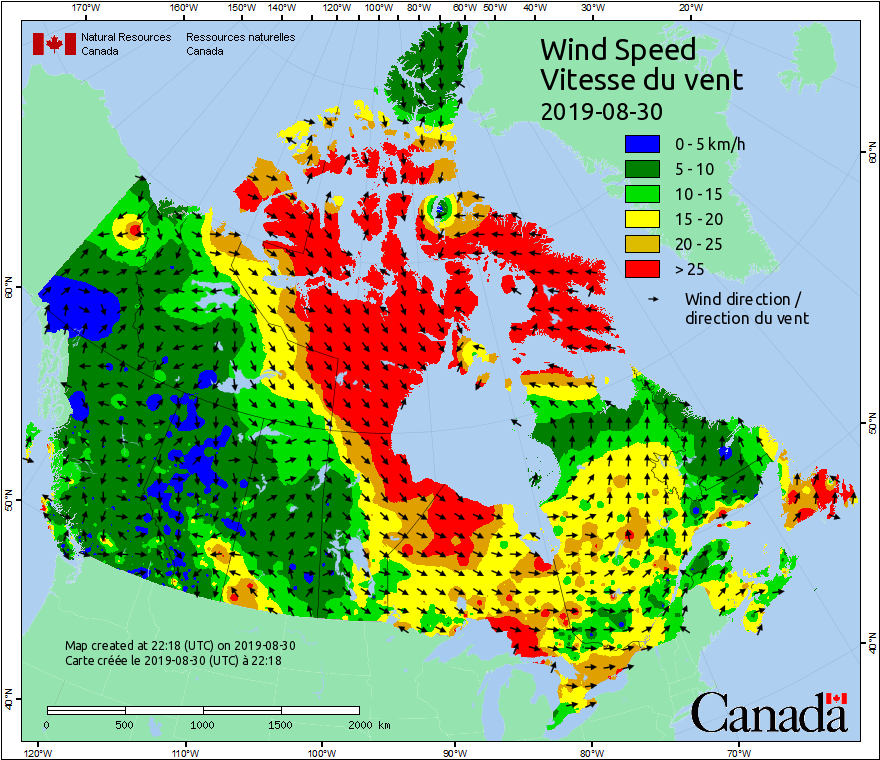 170°W 160°W 150°W 140°W 130°W 120°W 110°W 100°W 80°W 60°W 50°W 40°W 30°W 20°W
Natural Resources Ressources naturelles
Canada Canada
Wind Speed
Vitesse du vent
2019-08-30
0 - 5 km/h
5 - 10
10 - 15
15 - 20
20 - 25
> 25
Wind direction /
direction du vent
60°N
60°N
50°N
50°N
40°N
40°N
Map created at 22:18 (UTC) on 2019-08-30
Carte créée le 2019-08-30 (UTC) à 22:18
0 500 1000 1500 2000 km
Canada
120°W 110°W 100°W 90°W 80°W 70°W